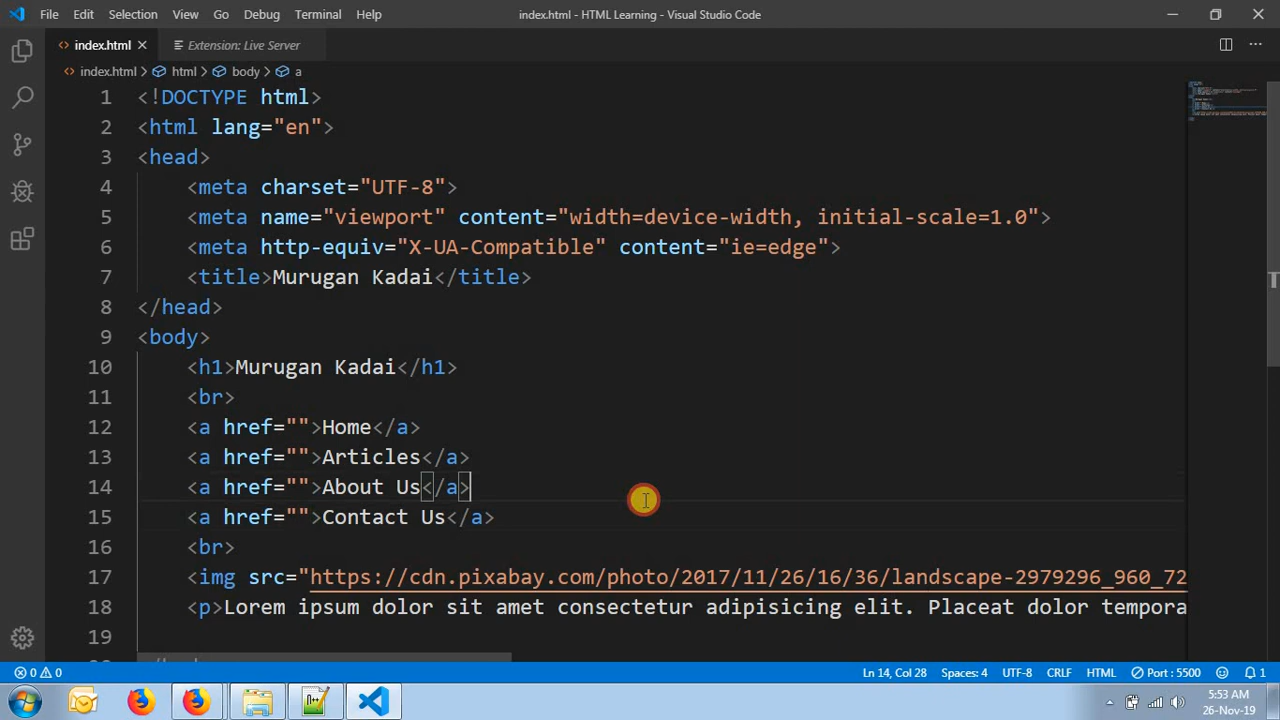 File Edit Selection View Go Debug Terminal Help index.html - HTML Learning - Visual Studio Code
index.html Extension: Live Server
index.html html body a
1 <!DOCTYPE html>
2 <html lang="en">
3 <head>
4 <meta charset="UTF-8">
5 <meta name="viewport" content="width=device-width, initial-scale=1.0">
6 <meta http-equiv="X-UA-Compatible" content="ie=edge">
7 <title>Murugan Kadai</title>
8 </head>
9 <body>
10 <h1>Murugan Kadai</h1>
11 <br>
12 <a href="">Home</a>
13 <a href="">Articles</a>
14 <a href="">About Us</a>
15 <a href="">Contact Us</a>
16 <br>
17 <img src="https://cdn.pixabay.com/photo/2017/11/26/16/36/landscape-2979296_960_72
18 <p>Lorem ipsum dolor sit amet consectetur adipisicing elit. Placeat dolor tempora
19
0 0 Ln 14, Col 28 Spaces: 4 UTF-8 CRLF HTML Port : 5500 1
5:53 AM
26-Nov-19